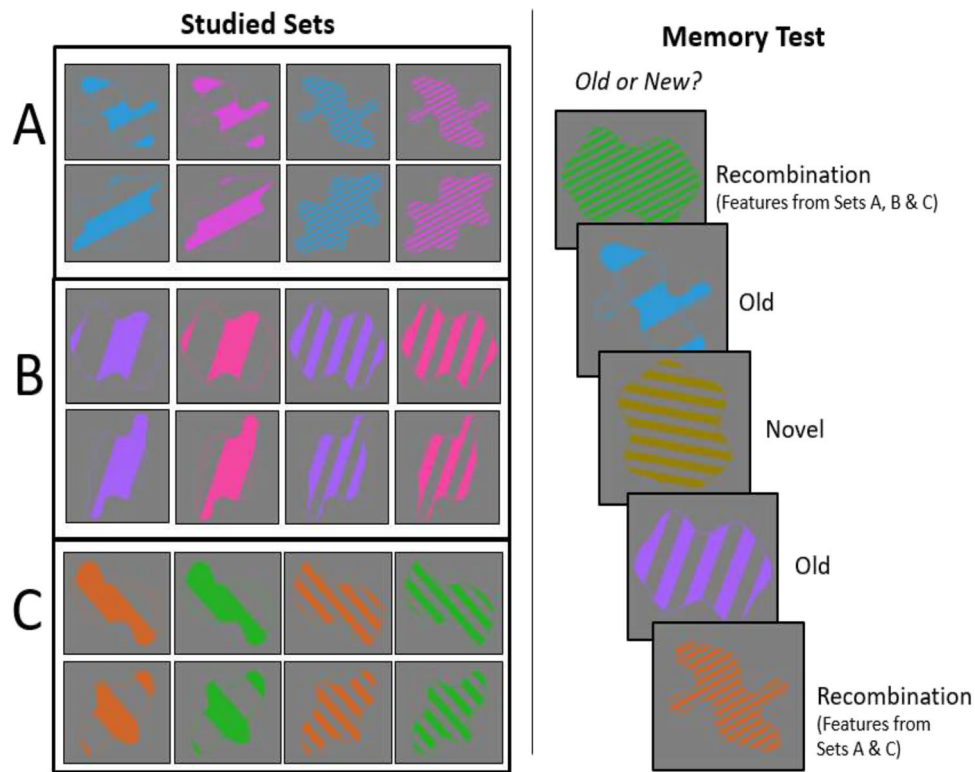 Studied Sets
A
B
C
Memory Test
Old or New?
Recombination
(Features from Sets A, B & C)
Old
Novel
Old
Recombination
(Features from
Sets A & C)